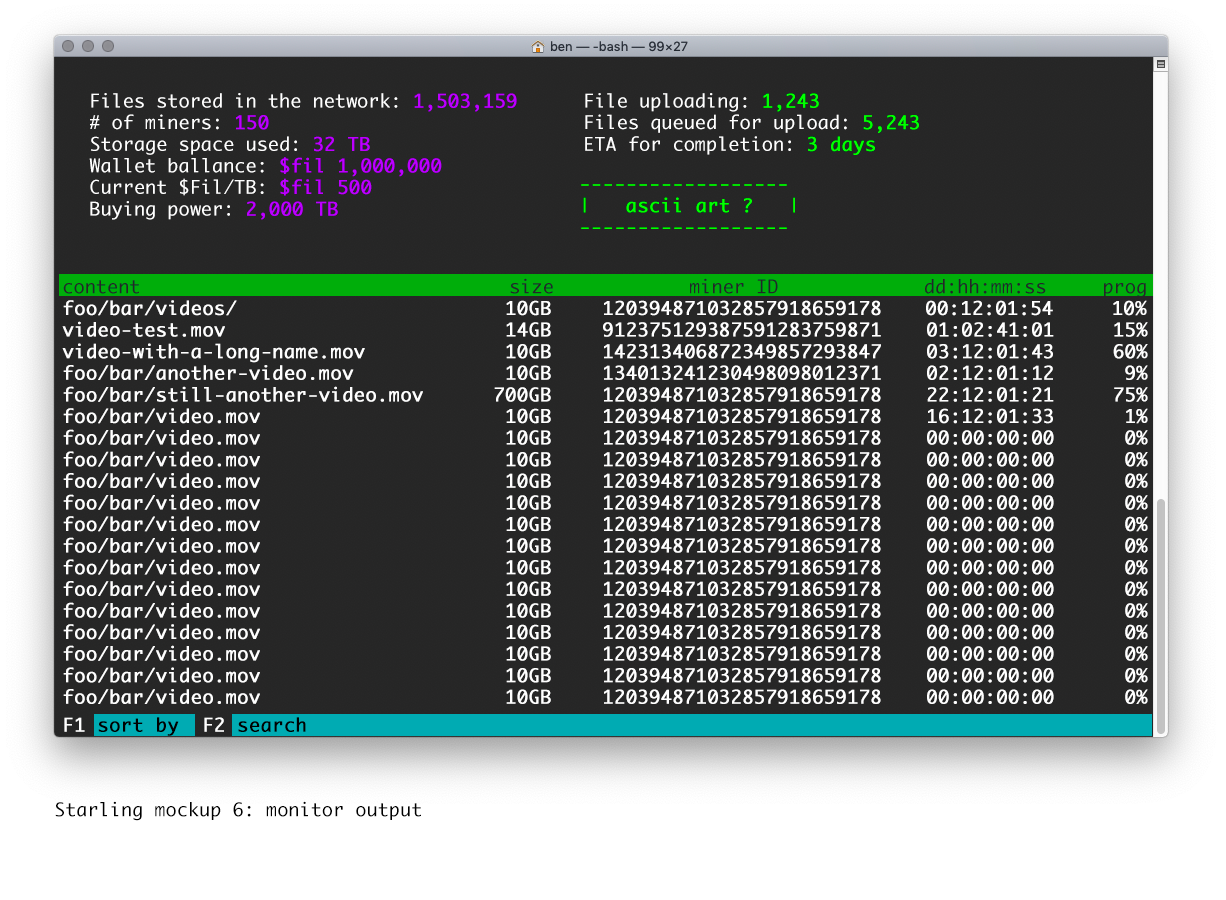 ben — -bash — 99×27
Files stored in the network: 1,503,159
# of miners: 150
Storage space used: 32 TB
Wallet ballance: $fil 1,000,000
Current $Fil/TB: $fil 500
Buying power: 2,000 TB
File uploading: 1,243
Files queued for upload: 5,243
ETA for completion: 3 days
------------------
| ascii art ? |
------------------
content size miner ID dd:hh:mm:ss prog
foo/bar/videos/ 10GB 120394871032857918659178 00:12:01:54 10%
video-test.mov 14GB 912375129387591283759871 01:02:41:01 15%
video-with-a-long-name.mov 10GB 142313406872349857293847 03:12:01:43 60%
foo/bar/another-video.mov 10GB 134013241230498098012371 02:12:01:12 9%
foo/bar/still-another-video.mov 700GB 120394871032857918659178 22:12:01:21 75%
foo/bar/video.mov 10GB 120394871032857918659178 16:12:01:33 1%
foo/bar/video.mov 10GB 120394871032857918659178 00:00:00:00 0%
foo/bar/video.mov 10GB 120394871032857918659178 00:00:00:00 0%
foo/bar/video.mov 10GB 120394871032857918659178 00:00:00:00 0%
foo/bar/video.mov 10GB 120394871032857918659178 00:00:00:00 0%
foo/bar/video.mov 10GB 120394871032857918659178 00:00:00:00 0%
foo/bar/video.mov 10GB 120394871032857918659178 00:00:00:00 0%
foo/bar/video.mov 10GB 120394871032857918659178 00:00:00:00 0%
foo/bar/video.mov 10GB 120394871032857918659178 00:00:00:00 0%
foo/bar/video.mov 10GB 120394871032857918659178 00:00:00:00 0%
foo/bar/video.mov 10GB 120394871032857918659178 00:00:00:00 0%
foo/bar/video.mov 10GB 120394871032857918659178 00:00:00:00 0%
foo/bar/video.mov 10GB 120394871032857918659178 00:00:00:00 0%
foo/bar/video.mov 10GB 120394871032857918659178 00:00:00:00 0%
F1 sort by F2 search
Starling mockup 6: monitor output